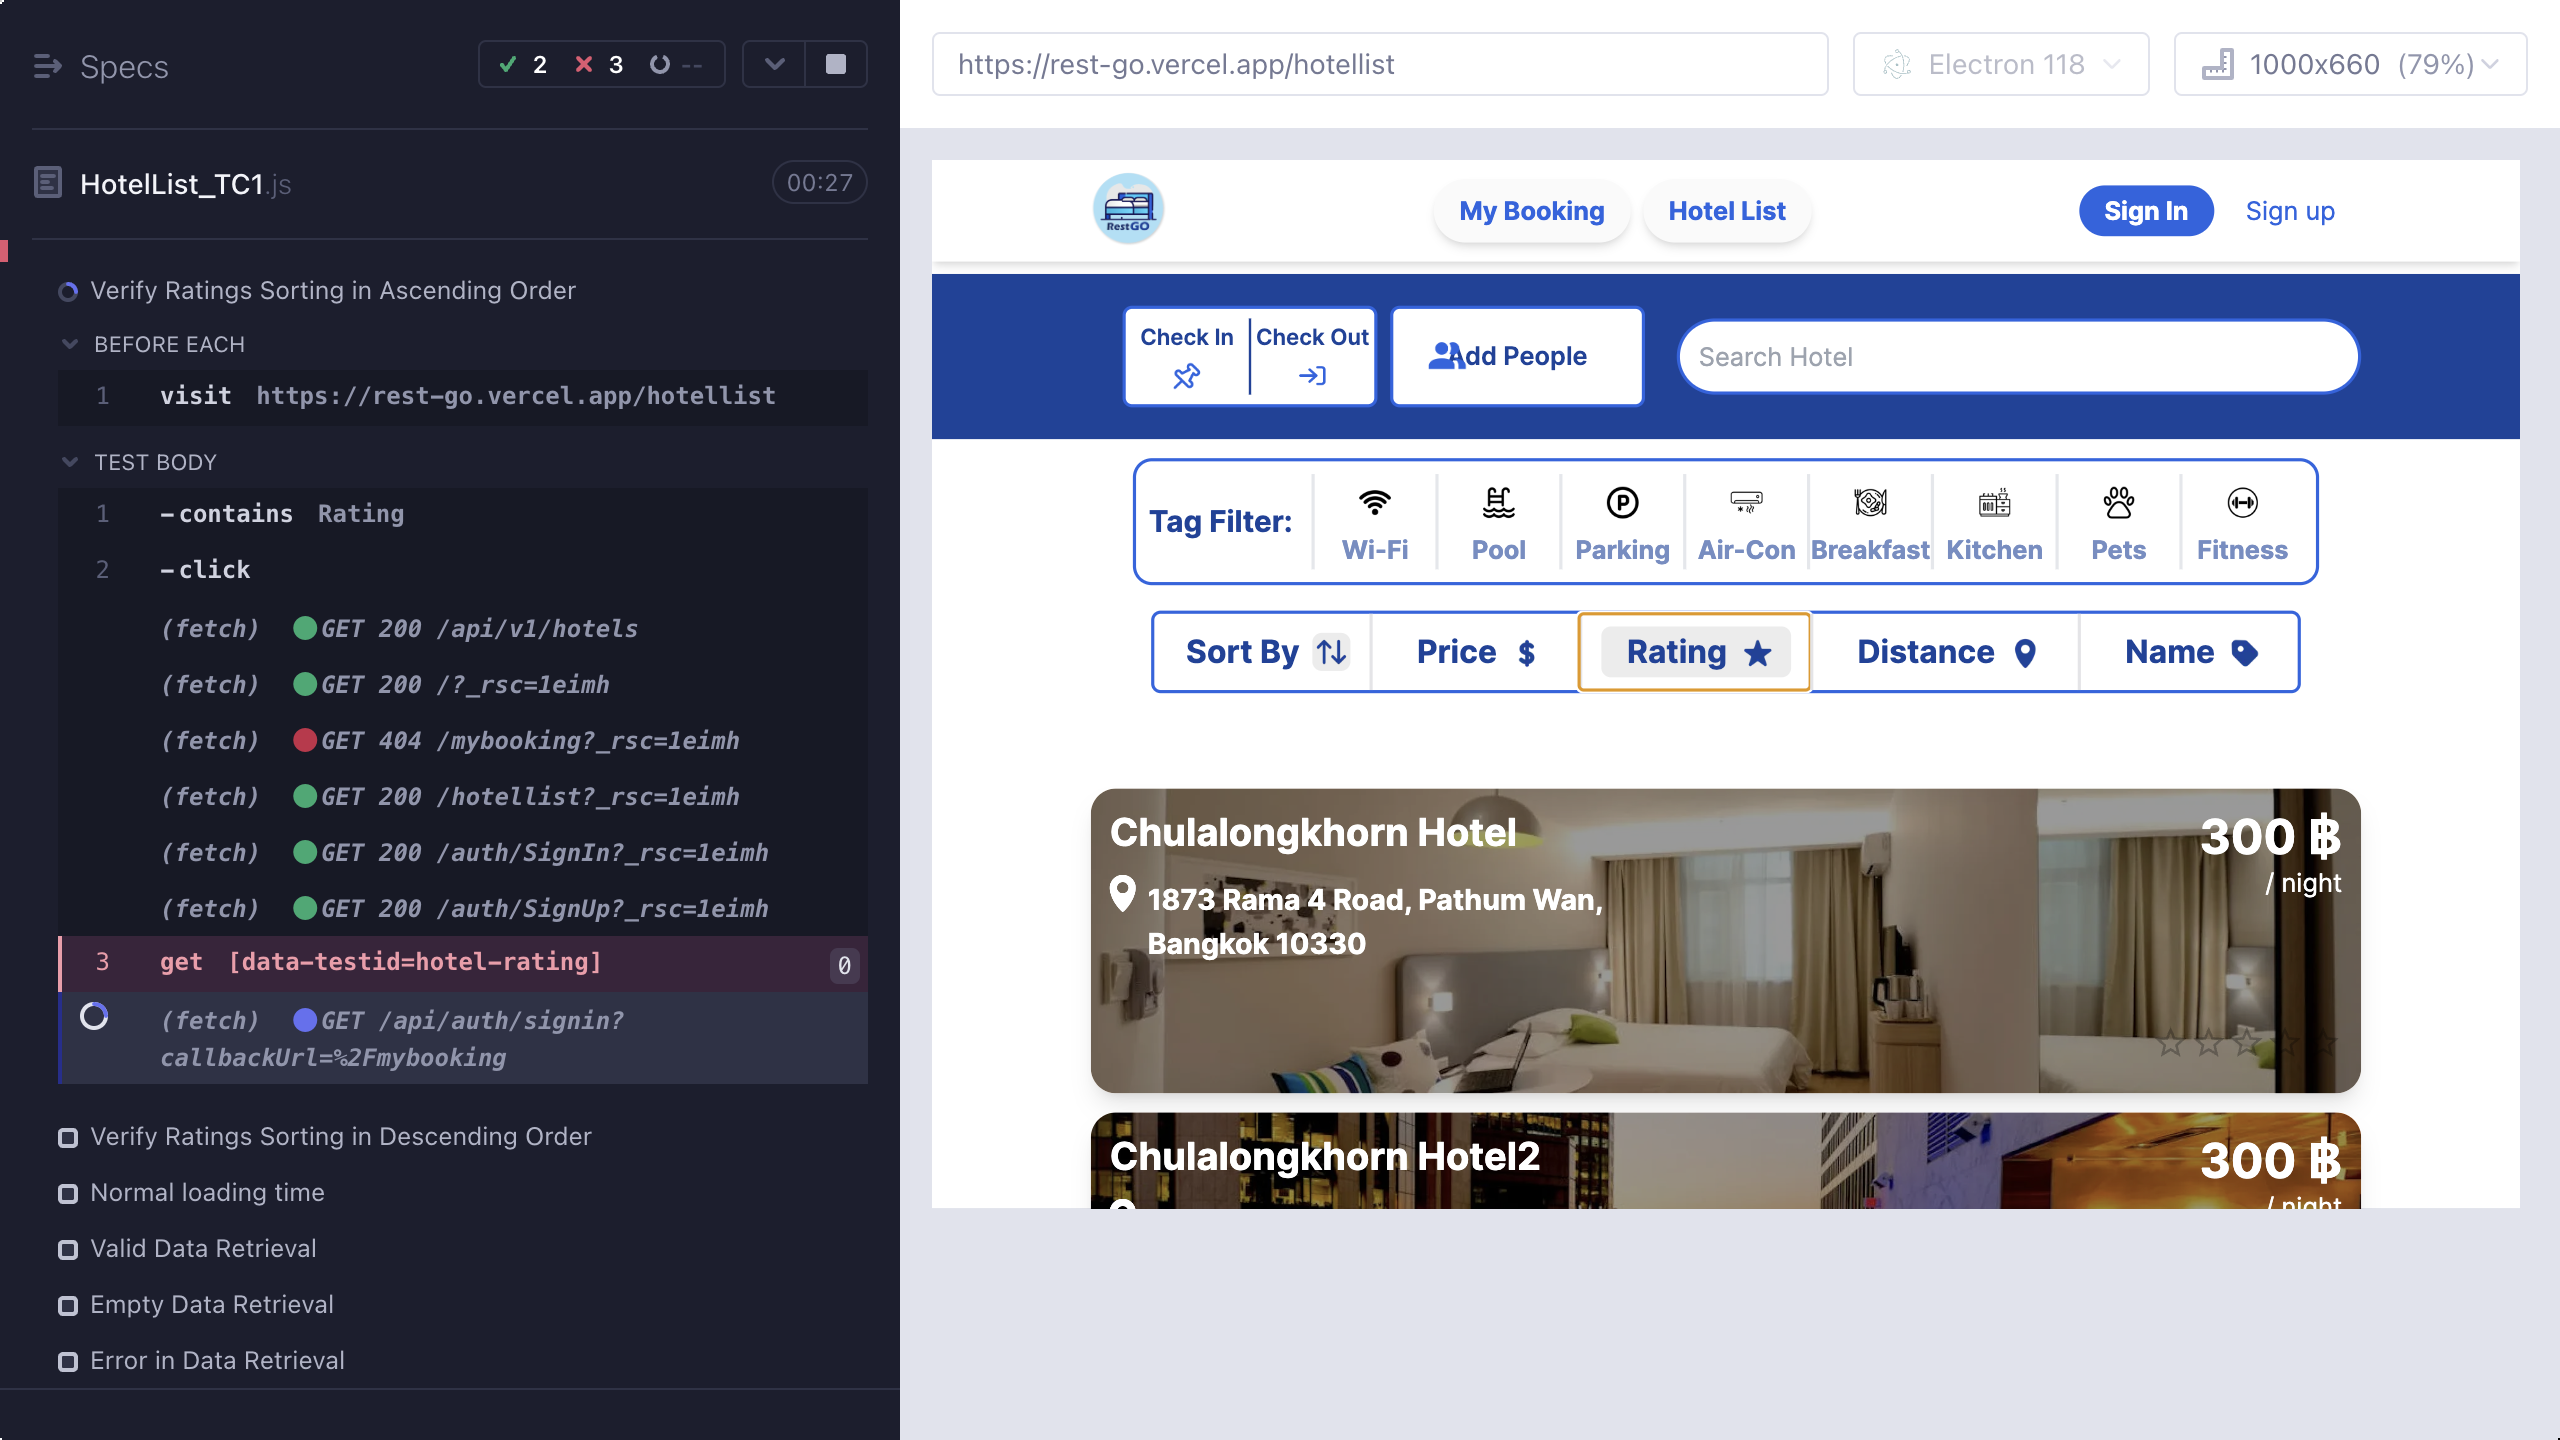 Specs
2 3 --
HotelList_TC1.js
00:27
Verify Ratings Sorting in Ascending Order
BEFORE EACH
1 visit https://rest-go.vercel.app/hotellist
TEST BODY
1 -contains Rating
2 -click
(fetch) GET 200 /api/v1/hotels
(fetch) GET 200 /?_rsc=1eimh
(fetch) GET 404 /mybooking?_rsc=1eimh
(fetch) GET 200 /hotellist?_rsc=1eimh
(fetch) GET 200 /auth/SignIn?_rsc=1eimh
(fetch) GET 200 /auth/SignUp?_rsc=1eimh
3 get [data-testid=hotel-rating] 0
(fetch) GET /api/auth/signin?
callbackUrl=%2Fmybooking
Verify Ratings Sorting in Descending Order
Normal loading time
Valid Data Retrieval
Empty Data Retrieval
Error in Data Retrieval
https://rest-go.vercel.app/hotellist
Electron 118
1000x660 (79%)
RestGO
My Booking
Hotel List
Sign In
Sign up
Check In
Check Out
Add People
Search Hotel
Tag Filter:
Wi-Fi
Pool
Parking
Air-Con
Breakfast
Kitchen
Pets
Fitness
Sort By
Price $
Rating
Distance
Name
Chulalongkhorn Hotel
300 ฿
/ night
1873 Rama 4 Road, Pathum Wan,
Bangkok 10330
Chulalongkhorn Hotel2
300 ฿
/ night